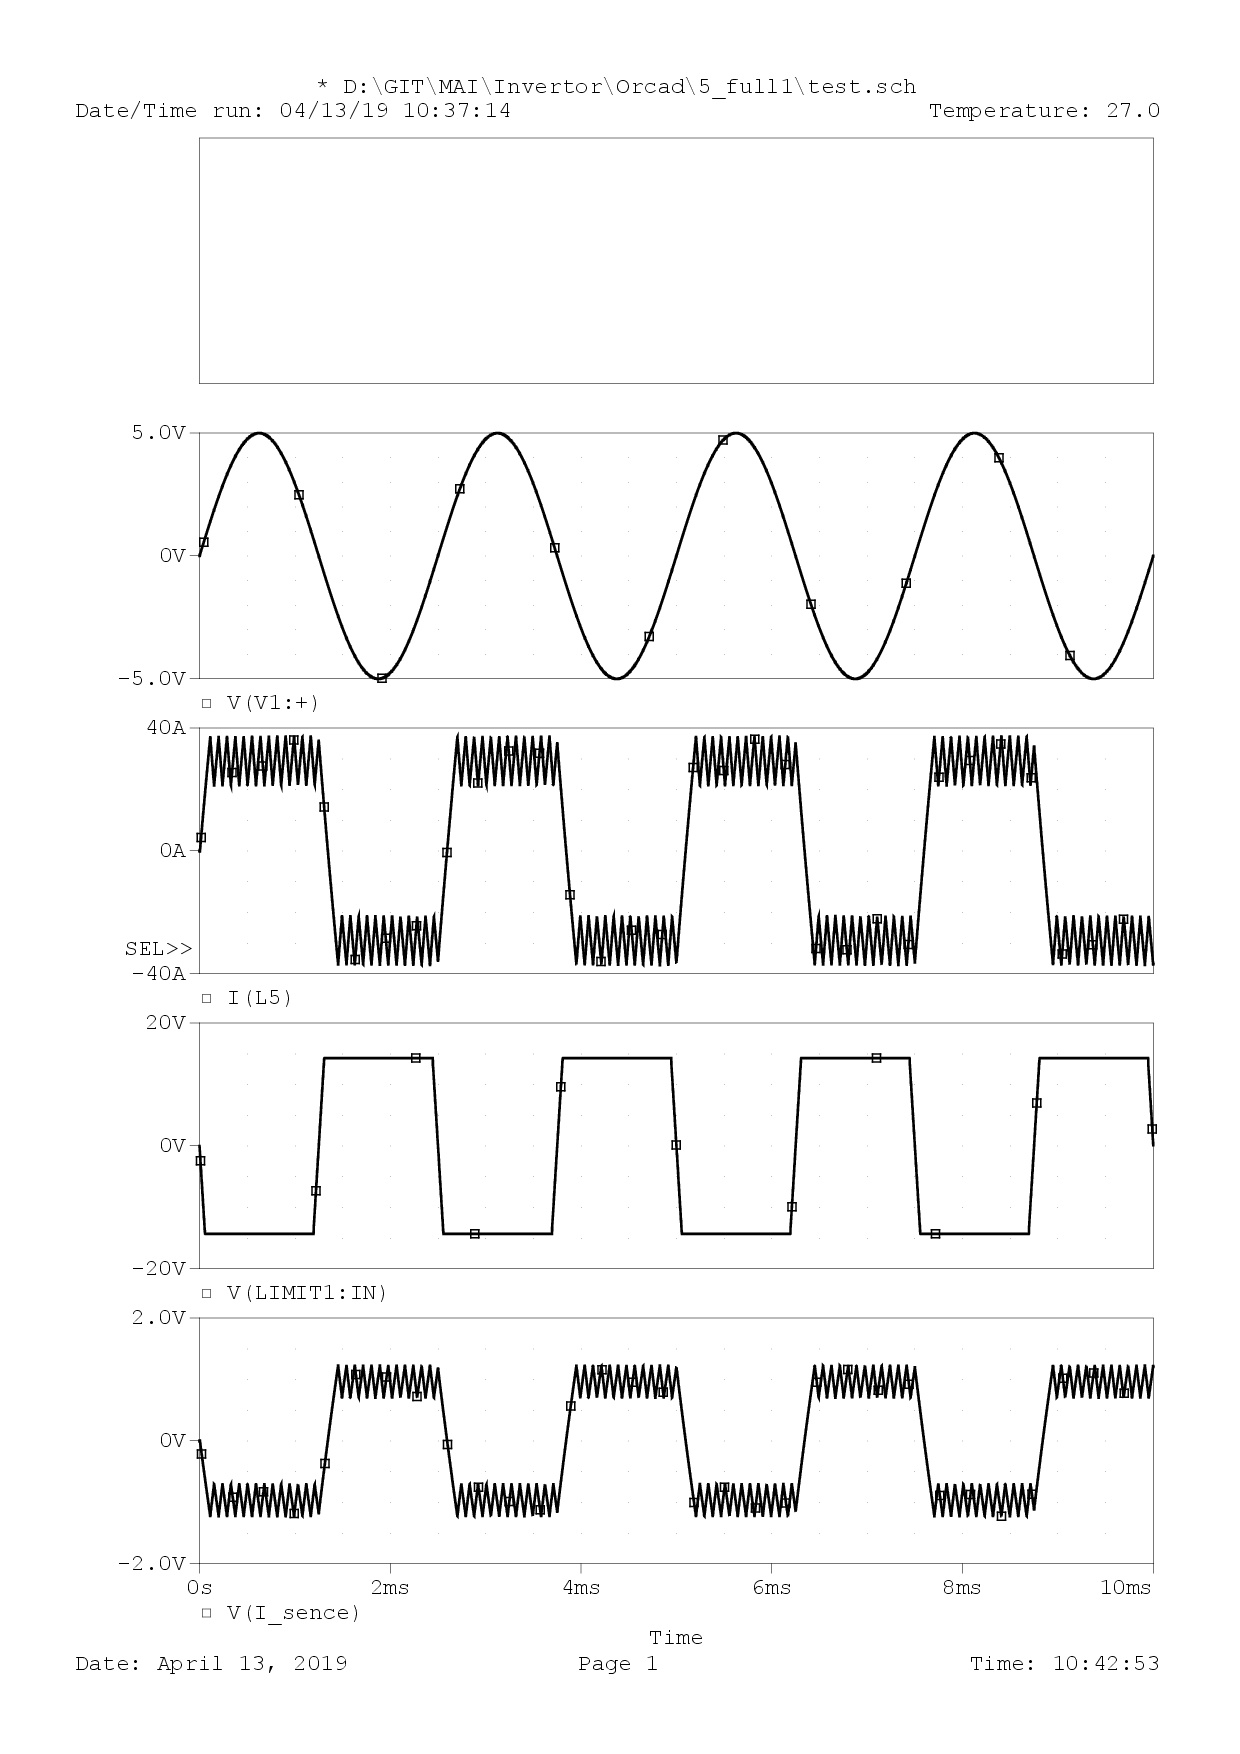 * D:\GIT\MAI\Invertor\Orcad\5_full1\test.sch
Date/Time run: 04/13/19 10:37:14 Temperature: 27.0
5.0V
0V
-5.0V
V(V1:+)
40A
0A
SEL>>
-40A
I(L5)
20V
0V
-20V
V(LIMIT1:IN)
2.0V
0V
-2.0V
0s 2ms 4ms 6ms 8ms 10ms
V(I_sence)
Time
Date: April 13, 2019 Page 1 Time: 10:42:53